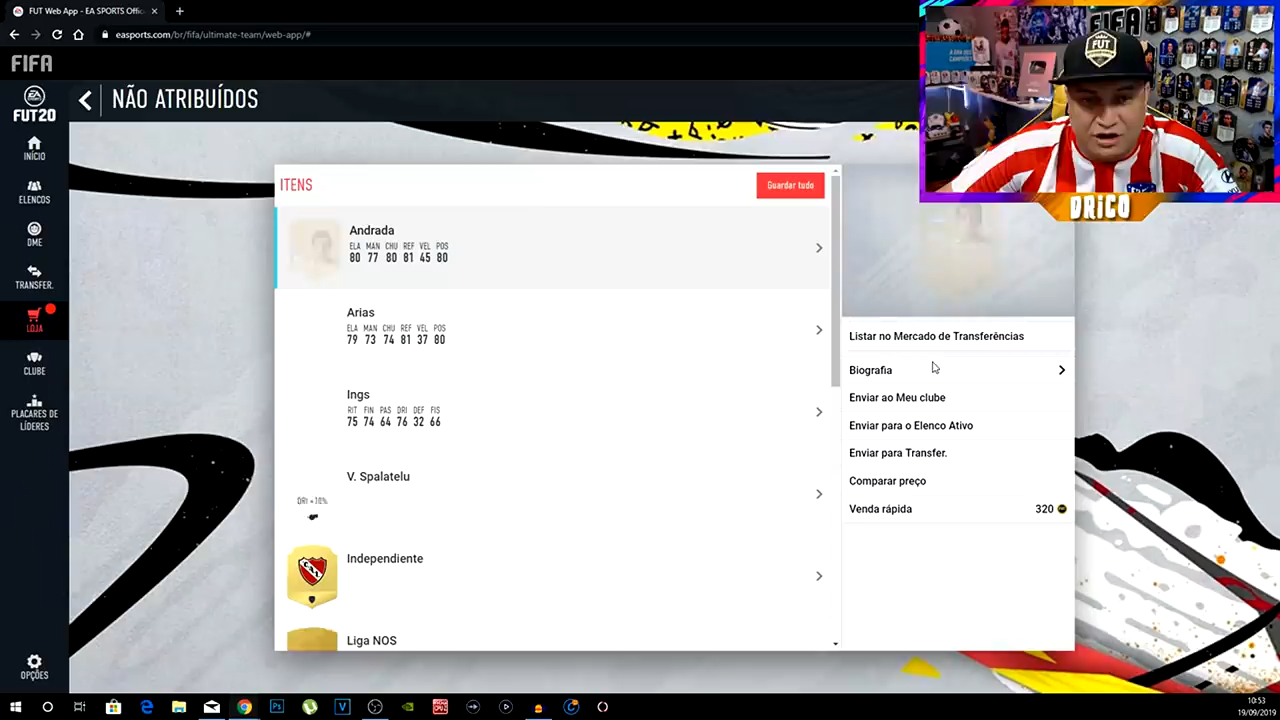 FUT Web App - EA SPORTS Offic
easports.com/br/fifa/ultimate-team/web-app/#
FIFA
EA SPORTS
FUT20
NÃO ATRIBUÍDOS
INÍCIO
ELENCOS
DME
TRANSFER.
LOJA
CLUBE
PLACARES DE
LÍDERES
OPÇÕES
ITENS
Guardar tudo
Andrada
ELA MAN CHU REF VEL POS
80 77 80 81 45 80
Arias
ELA MAN CHU REF VEL POS
79 73 74 81 37 80
Ings
RIT FIN PAS DRI DEF FIS
75 74 64 76 32 66
V. Spalatelu
DRI + 10%
Independiente
Liga NOS
Listar no Mercado de Transferências
Biografia
Enviar ao Meu clube
Enviar para o Elenco Ativo
Enviar para Transfer.
Comparar preço
Venda rápida 320
FIFA
FUT
DRICO
10:53
19/09/2019